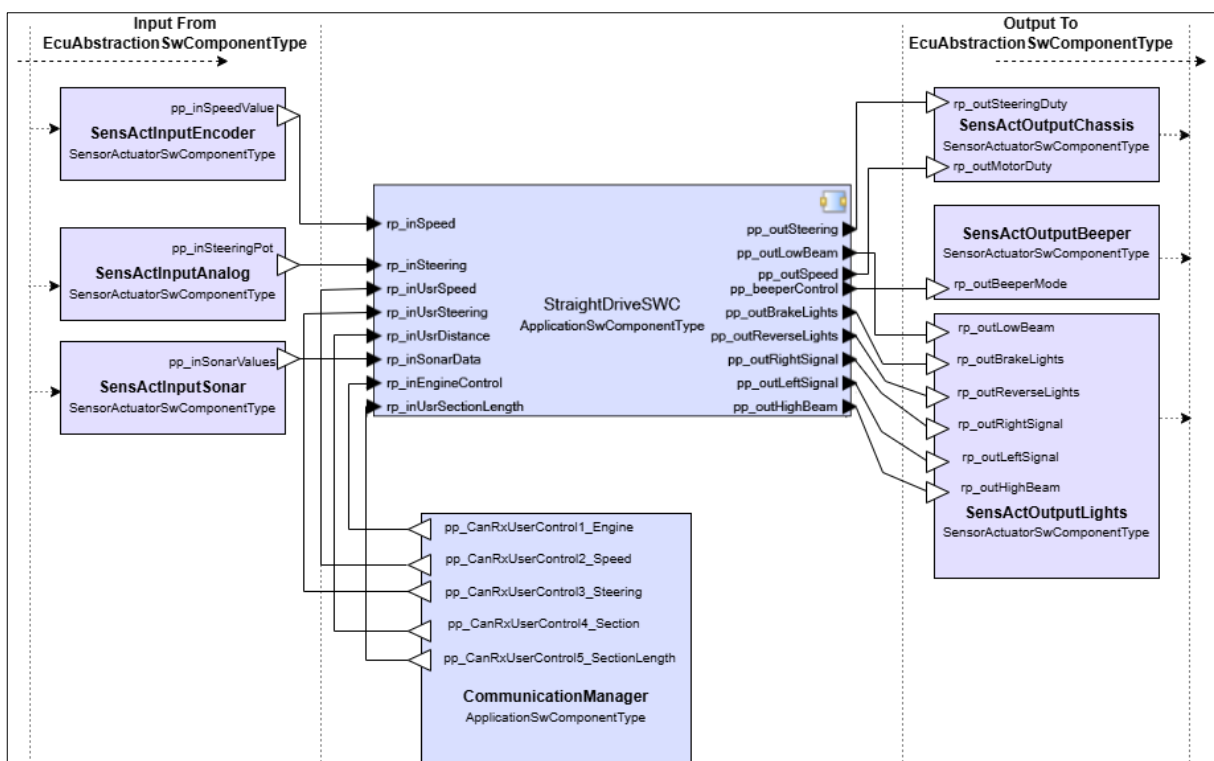 Input From
EcuAbstractionSwComponentType
Output To
EcuAbstractionSwComponentType
pp_inSpeedValue
SensActInputEncoder
SensorActuatorSwComponentType
pp_inSteeringPot
SensActInputAnalog
SensorActuatorSwComponentType
pp_inSonarValues
SensActInputSonar
SensorActuatorSwComponentType
rp_inSpeed
rp_inSteering
rp_inUsrSpeed
rp_inUsrSteering
rp_inUsrDistance
rp_inSonarData
rp_inEngineControl
rp_inUsrSectionLength
StraightDriveSWC
ApplicationSwComponentType
pp_outSteering
pp_outLowBeam
pp_outSpeed
pp_beeperControl
pp_outBrakeLights
pp_outReverseLights
pp_outRightSignal
pp_outLeftSignal
pp_outHighBeam
rp_outSteeringDuty
SensActOutputChassis
SensorActuatorSwComponentType
rp_outMotorDuty
SensActOutputBeeper
SensorActuatorSwComponentType
rp_outBeeperMode
rp_outLowBeam
rp_outBrakeLights
rp_outReverseLights
rp_outRightSignal
rp_outLeftSignal
rp_outHighBeam
SensActOutputLights
SensorActuatorSwComponentType
pp_CanRxUserControl1_Engine
pp_CanRxUserControl2_Speed
pp_CanRxUserControl3_Steering
pp_CanRxUserControl4_Section
pp_CanRxUserControl5_SectionLength
CommunicationManager
ApplicationSwComponentType